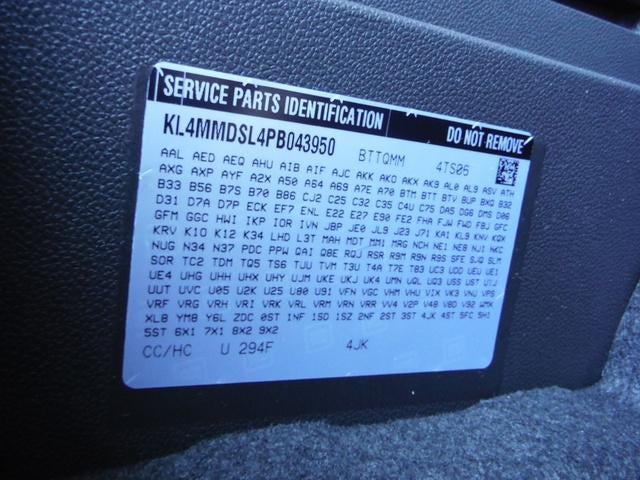 SERVICE PARTS IDENTIFICATION DO NOT REMOVE
KL4MMDSL4PB043950 BTTQMM 4TS06
AAL AED AEQ AHU AIB AIF AJC AKK AKO AKX AK9 AL0 AL9 ASV ATH
AXG AXP AYF A2X A50 A64 A69 A7E A70 BTM BTT BTV BUP BXQ B32
B33 B56 B7S B70 B86 CJ2 C25 C32 C35 C4U C75 DA5 DG6 DMS D06
D31 D7A D7P ECK EF7 ENL E22 E27 E90 FE2 FHA FJW FWD F8J GNU
GFM GGC HWI IKP IOR IVN JBP JE0 JL9 J23 J71 KA1 KL9 KNV KQX
KRV K10 K12 K34 LHD L3T MAH MDT MM1 MRG NCH NE1 NE8 NJ1 NKC
NUG N34 N37 PDC PPW QAI Q8E RQJ RSR R9M R9N R9S SFE SJQ SLM
SOR TC2 TDM TQ5 TS6 TJU TVM T3U T4A T7E T83 UC3 UDD UEU UE1
UE4 UHG UHH UHX UHY UJM UKE UKJ UK4 UMN UQL UQ3 USS UST UTJ
UUT UVC U05 U2K U25 U80 U91 VFN VGC VHM VHU VIX VK3 VNU VPS
VRF VRG VRH VRI VRK VRL VRM VRN VRR VV4 V2P V48 V8D V92 WMX
XL8 YM8 Y6L ZDC 0ST 1NF 1SD 1SZ 2NF 2ST 3ST 4JK 4ST 5FC 5H1
5ST 6X1 7X1 8X2 9X2
CC/HC U 294F 4JK